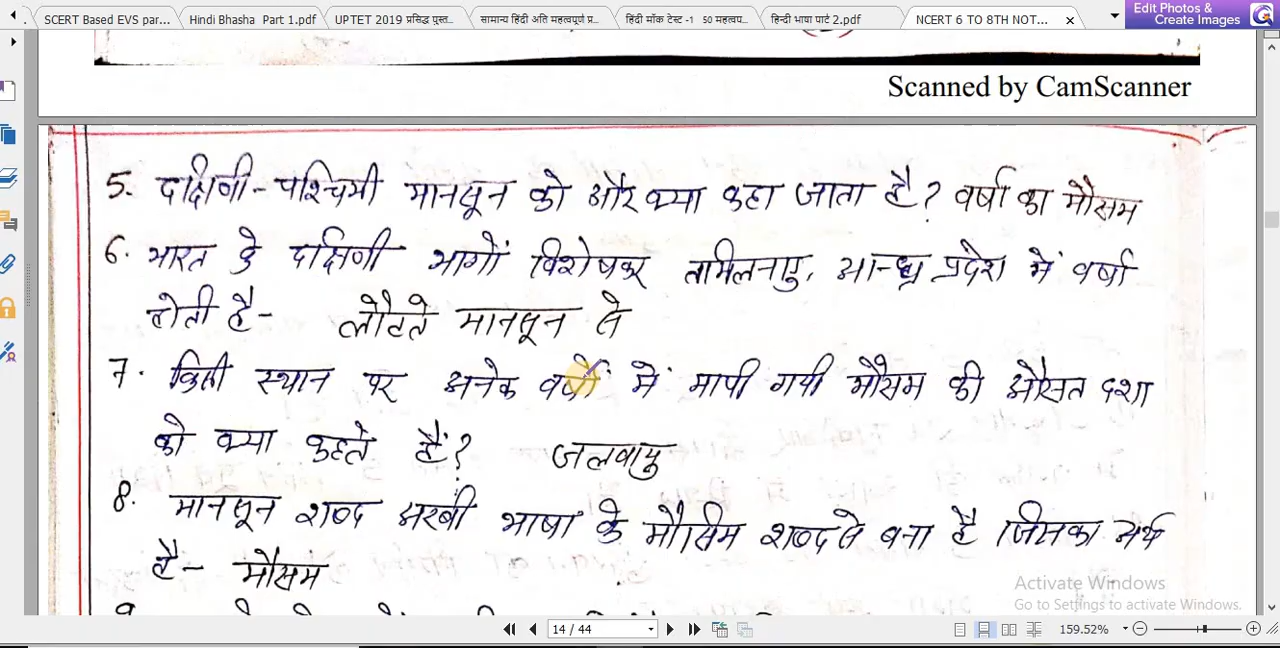 SCERT Based EVS par... Hindi Bhasha Part 1.pdf UPTET 2019 प्रसिद्ध पुस्त... सामान्य हिंदी अति महत्वपूर्ण प्र... हिंदी मॉक टेस्ट -1 50 महत्वप... हिन्दी भाषा पार्ट 2.pdf NCERT 6 TO 8TH NOT... ×
Edit Photos &
Create Images
Scanned by CamScanner
5. दक्षिणी-पश्चिमी मानसून को और क्या कहा जाता है? वर्षा का मौसम
6. भारत के दक्षिणी भागों विशेषकर तामिलनाडु, आन्ध्र प्रदेश में वर्षा
होती है- लौटते मानसून से
7. किसी स्थान पर अनेक वर्षों में मापी गयी मौसम की औसत दशा
को क्या कहते हैं? जलवायु
8. मानसून शब्द अरबी भाषा के मौसिम शब्द से बना है जिसका अर्थ
है- मौसम
Activate Windows
Go to Settings to activate Windows.
14 / 44
159.52%